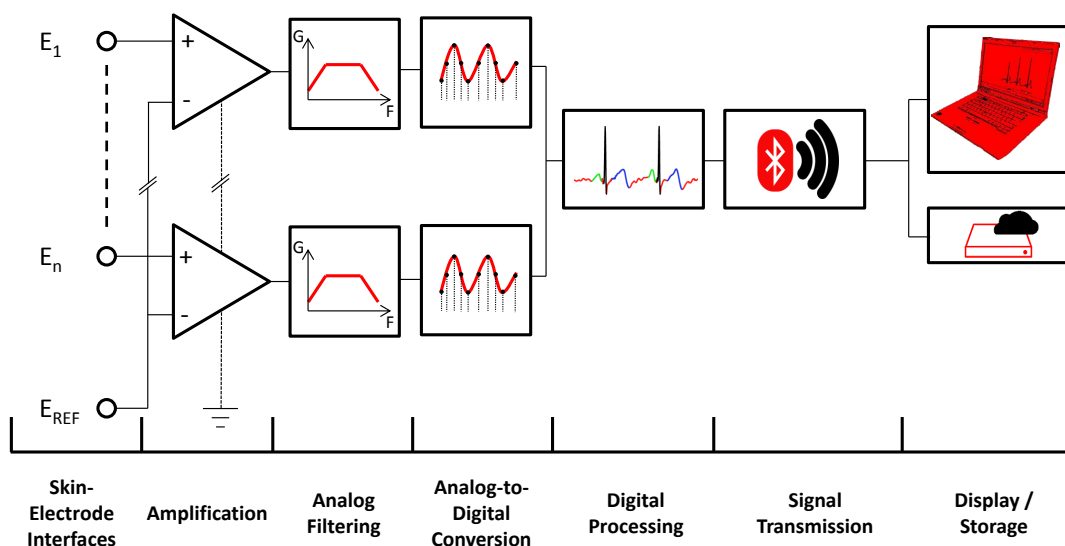 E1
+
-
G
F
En
+
-
G
F
EREF
Skin-
Electrode
Interfaces
Amplification
Analog
Filtering
Analog-to-
Digital
Conversion
Digital
Processing
Signal
Transmission
Display /
Storage